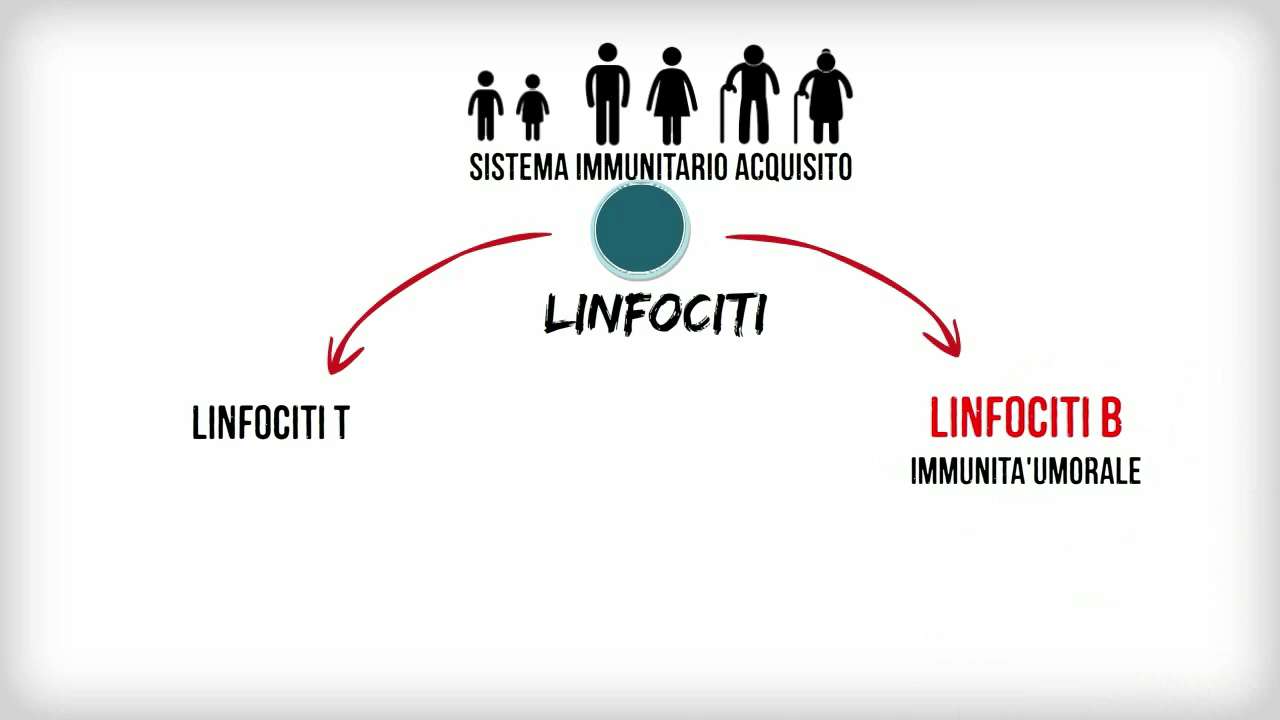 SISTEMA IMMUNITARIO ACQUISITO
LINFOCITI
LINFOCITI T
LINFOCITI B
IMMUNITA'UMORALE